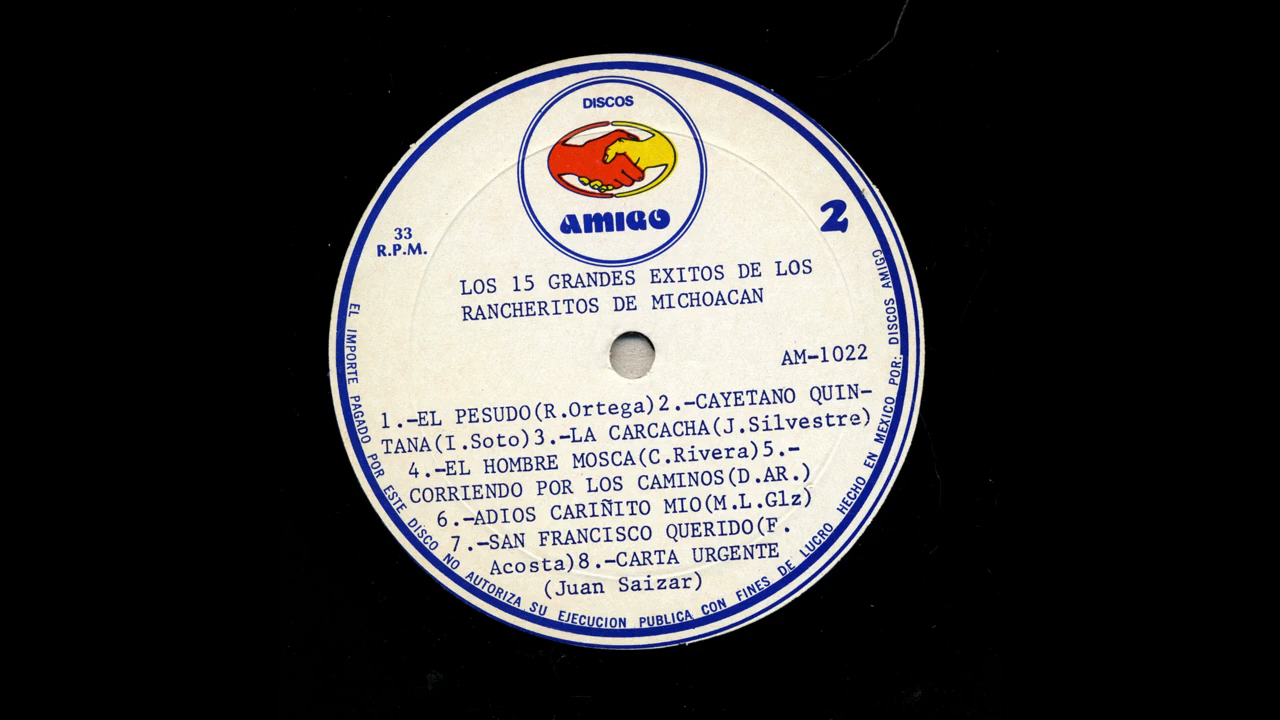 DISCOS
AMIGO
33
R.P.M.
2
LOS 15 GRANDES EXITOS DE LOS
RANCHERITOS DE MICHOACAN
AM-1022
1.-EL PESUDO(R.Ortega)2.-CAYETANO QUIN-
TANA(I.Soto)3.-LA CARCACHA(J.Silvestre)
4.-EL HOMBRE MOSCA(C.Rivera)5.-
CORRIENDO POR LOS CAMINOS(D.AR.)
6.-ADIOS CARIÑITO MIO(M.L.Glz)
7.-SAN FRANCISCO QUERIDO(F.
Acosta)8.-CARTA URGENTE
(Juan Saizar)
EL IMPORTE PAGADO POR ESTE DISCO NO AUTORIZA SU EJECUCION PUBLICA CON FINES DE LUCRO HECHO EN MEXICO POR: DISCOS AMIGO